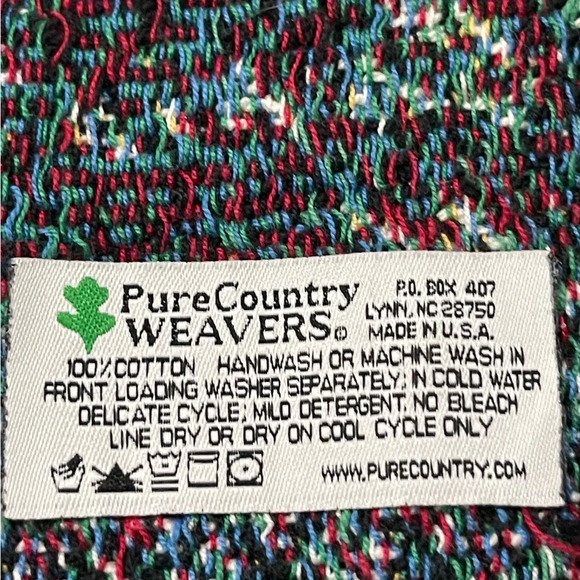 Pure Country
WEAVERS®
P.O. BOX 407
LYNN, NC 28750
MADE IN U.S.A.
100% COTTON HANDWASH OR MACHINE WASH IN
FRONT LOADING WASHER SEPARATELY; IN COLD WATER
DELICATE CYCLE; MILD DETERGENT. NO BLEACH
LINE DRY OR DRY ON COOL CYCLE ONLY
WWW.PURECOUNTRY.COM